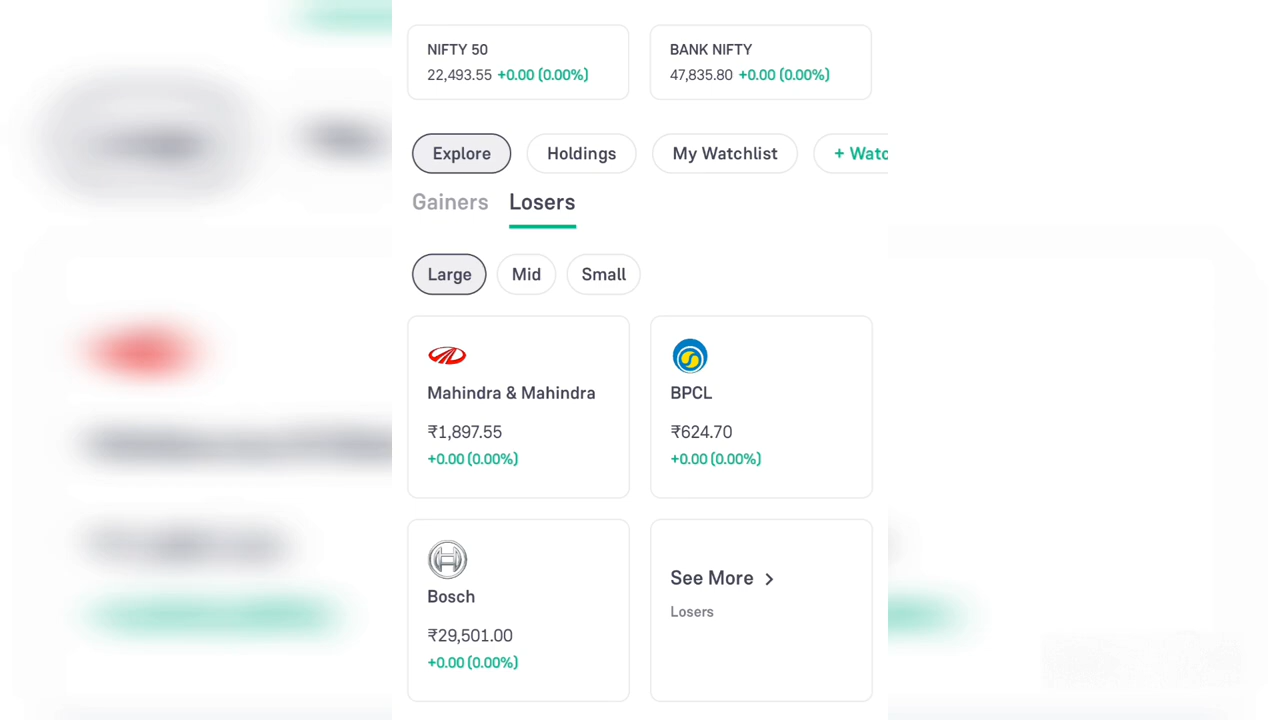 NIFTY 50
22,493.55 +0.00 (0.00%)
BANK NIFTY
47,835.80 +0.00 (0.00%)
Explore
Holdings
My Watchlist
+ Watc
Gainers
Losers
Large
Mid
Small
Mahindra & Mahindra
₹1,897.55
+0.00 (0.00%)
BPCL
₹624.70
+0.00 (0.00%)
Bosch
₹29,501.00
+0.00 (0.00%)
See More >
Losers